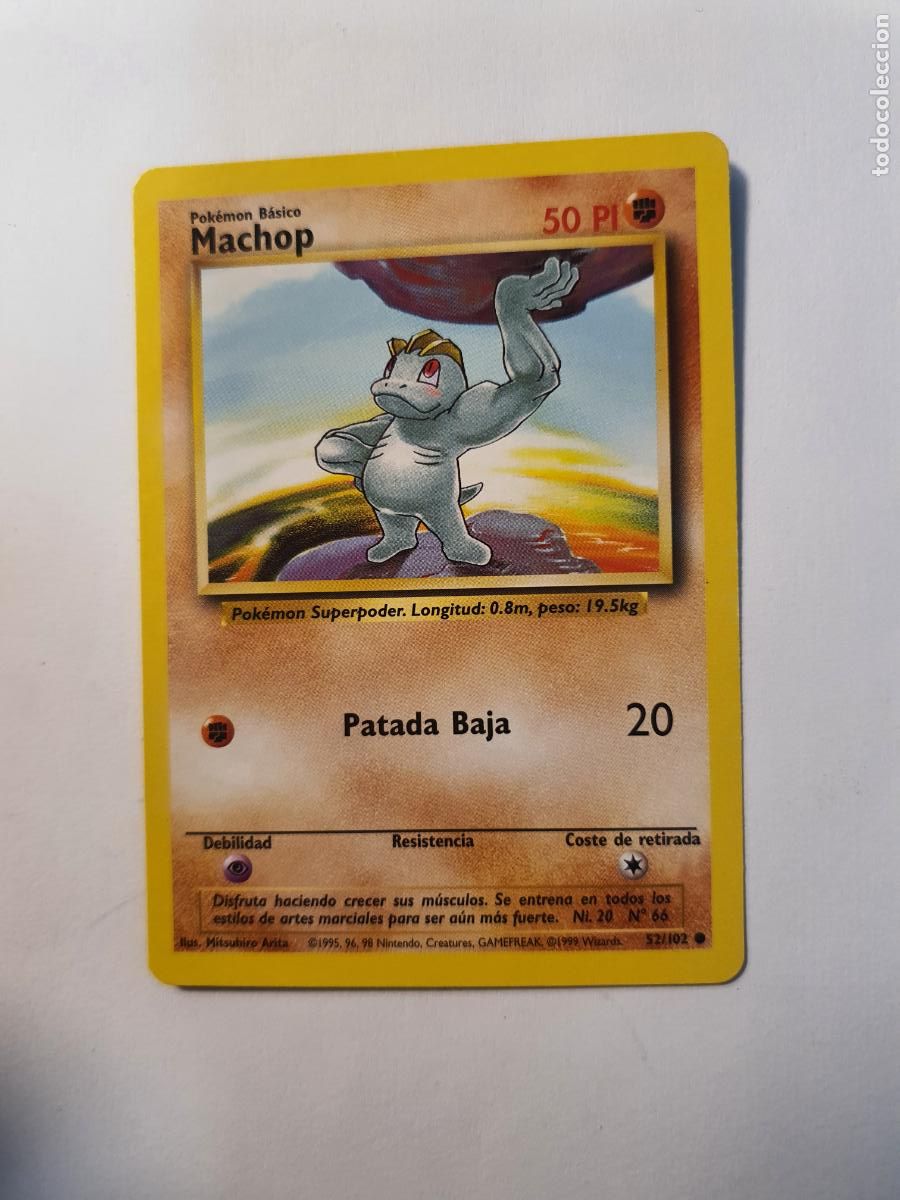 todocoleccion
Pokémon Básico
Machop
50 PI
Pokémon Superpoder. Longitud: 0.8m, peso: 19.5kg
Patada Baja 20
Debilidad Resistencia Coste de retirada
Disfruta haciendo crecer sus músculos. Se entrena en todos los
estilos de artes marciales para ser aún más fuerte. Ni. 20 Nº 66
Ilus. Mitsuhiro Arita ©1995, 96, 98 Nintendo, Creatures, GAMEFREAK. ©1999 Wizards. 52/102